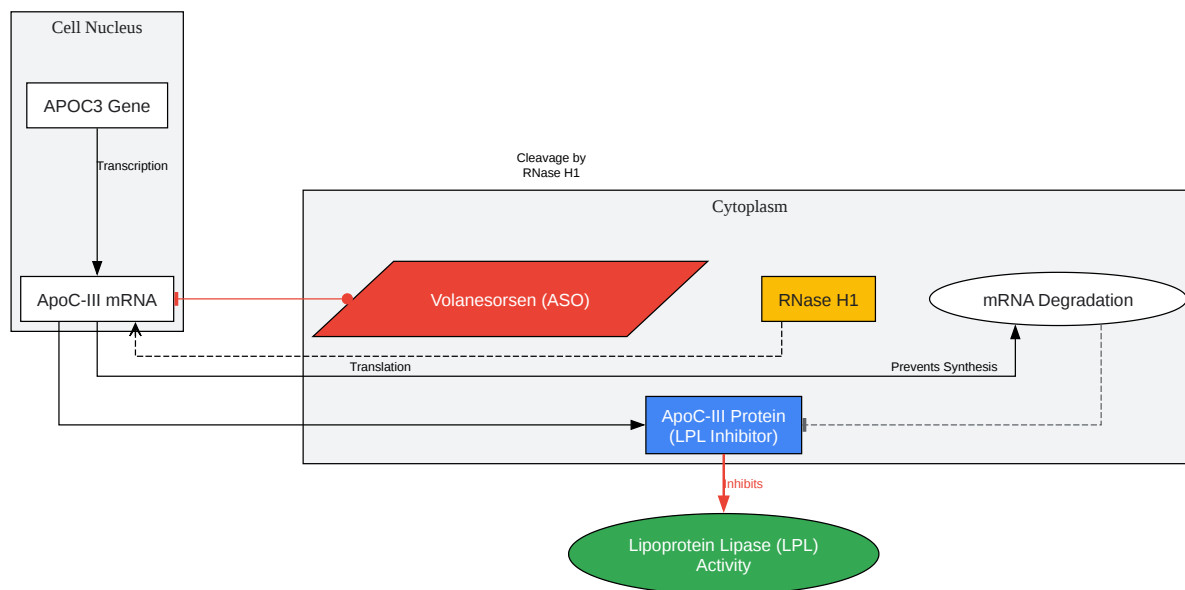 Cell Nucleus
APOC3 Gene
Transcription
Cleavage by
RNase H1
Cytoplasm
ApoC-III mRNA
Volanesorsen (ASO)
RNase H1
mRNA Degradation
Translation
Prevents Synthesis
ApoC-III Protein
(LPL Inhibitor)
Inhibits
Lipoprotein Lipase (LPL)
Activity